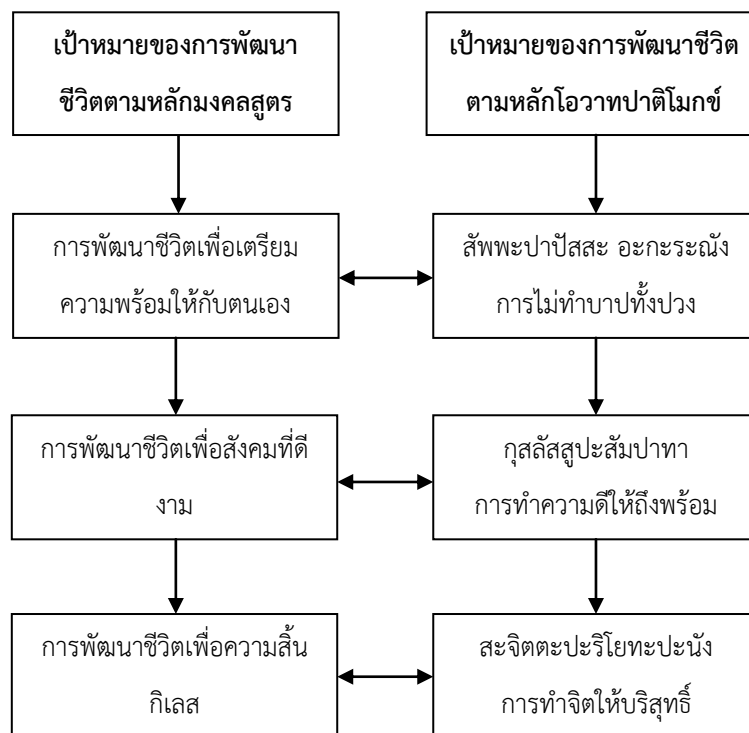 เป้าหมายของการพัฒนา
ชีวิตตามหลักมงคลสูตร
เป้าหมายของการพัฒนาชีวิต
ตามหลักโอวาทปาติโมกข์
การพัฒนาชีวิตเพื่อเตรียม
ความพร้อมให้กับตนเอง
สัพพะปาปัสสะ อะกะระณัง
การไม่ทำบาปทั้งปวง
การพัฒนาชีวิตเพื่อสังคมที่ดี
งาม
กุสลัสสูปะสัมปาทา
การทำความดีให้ถึงพร้อม
การพัฒนาชีวิตเพื่อความสิ้น
กิเลส
สะจิตตะปะริโยทะปะนัง
การทำจิตให้บริสุทธิ์